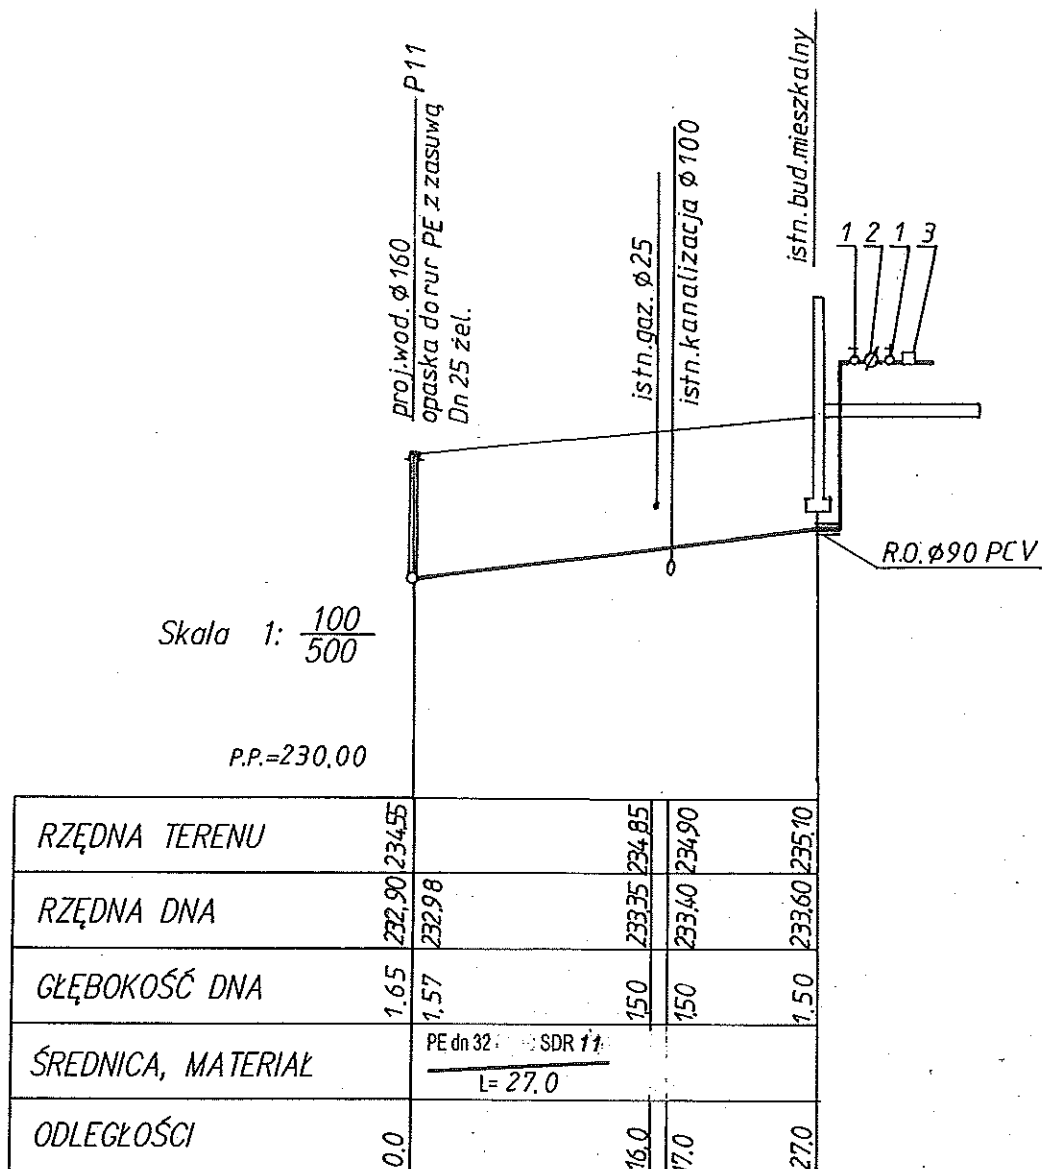 proj.wod. ø160 P11
opaska do rur PE z zasuwą
Dn 25 żel.
istn.gaz. ø25
istn.kanalizacja ø100
istn.bud.mieszkalny
1 2 1 3
R.O. ø90 PCV
Skala 1: 100
500
P.P.=230,00
RZĘDNA TERENU 234,55 234,85 234,90 235,10
RZĘDNA DNA 232,90 232,98 233,35 233,40 233,60
GŁĘBOKOŚĆ DNA 1.65 1.57 1,50 1,50 1.50
ŚREDNICA, MATERIAŁ PE dn 32 SDR 11
L= 27,0
ODLEGŁOŚCI 0.0 16.0 17.0 27.0